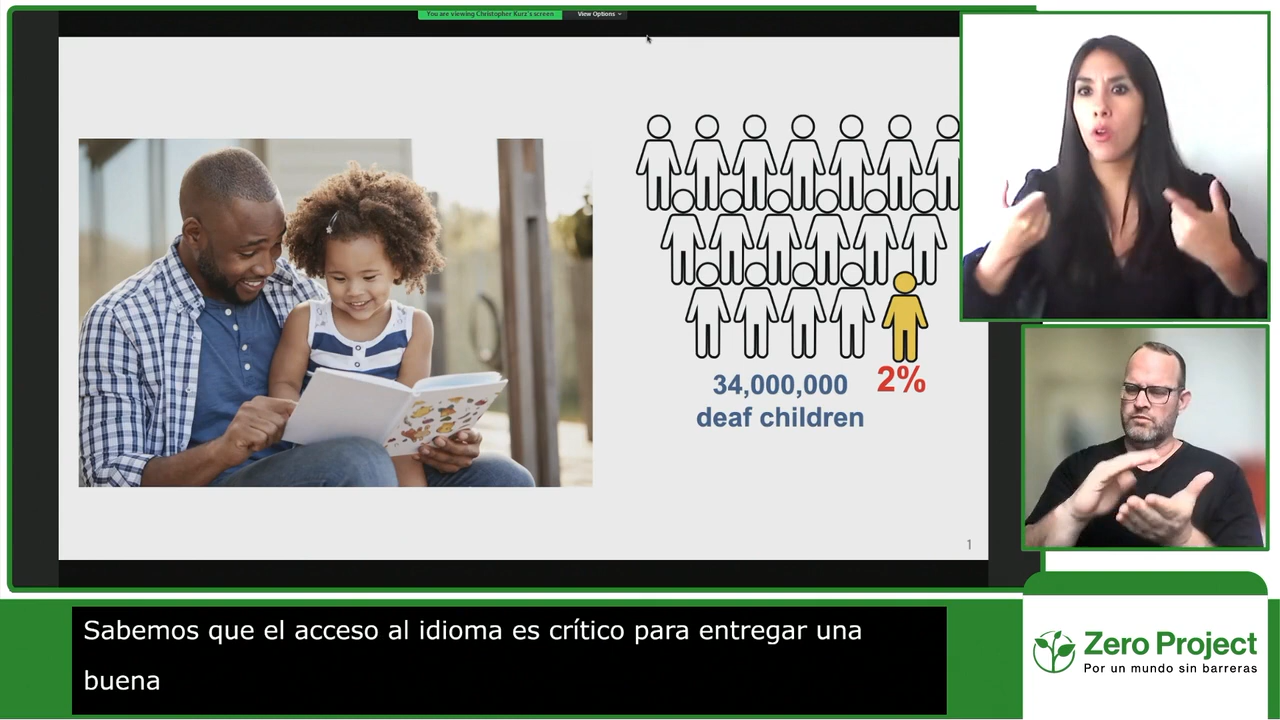 You are viewing Christopher Kurz's screen
View Options
34,000,000
2%
deaf children
1
Sabemos que el acceso al idioma es crítico para entregar una
buena
Zero Project
Por un mundo sin barreras